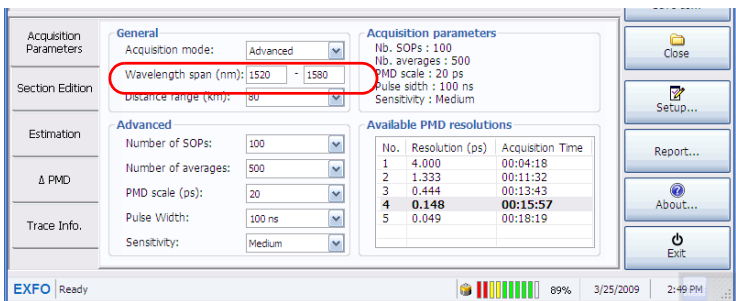 Acquisition
Parameters
Section Edition
Estimation
Δ PMD
Trace Info.
General
Acquisition mode: Advanced
Wavelength span (nm): 1520 - 1580
Distance range (km): 80
Acquisition parameters
Nb. SOPs : 100
Nb. averages : 500
PMD scale : 20 ps
Pulse sidth : 100 ns
Sensitivity : Medium
Advanced
Number of SOPs: 100
Number of averages: 500
PMD scale (ps): 20
Pulse Width: 100 ns
Sensitivity: Medium
Available PMD resolutions
No. Resolution (ps) Acquisition Time
1 4.000 00:04:18
2 1.333 00:11:32
3 0.444 00:13:43
4 0.148 00:15:57
5 0.049 00:18:19
Close
Setup...
Report...
About...
Exit
EXFO Ready 89% 3/25/2009 2:49 PM